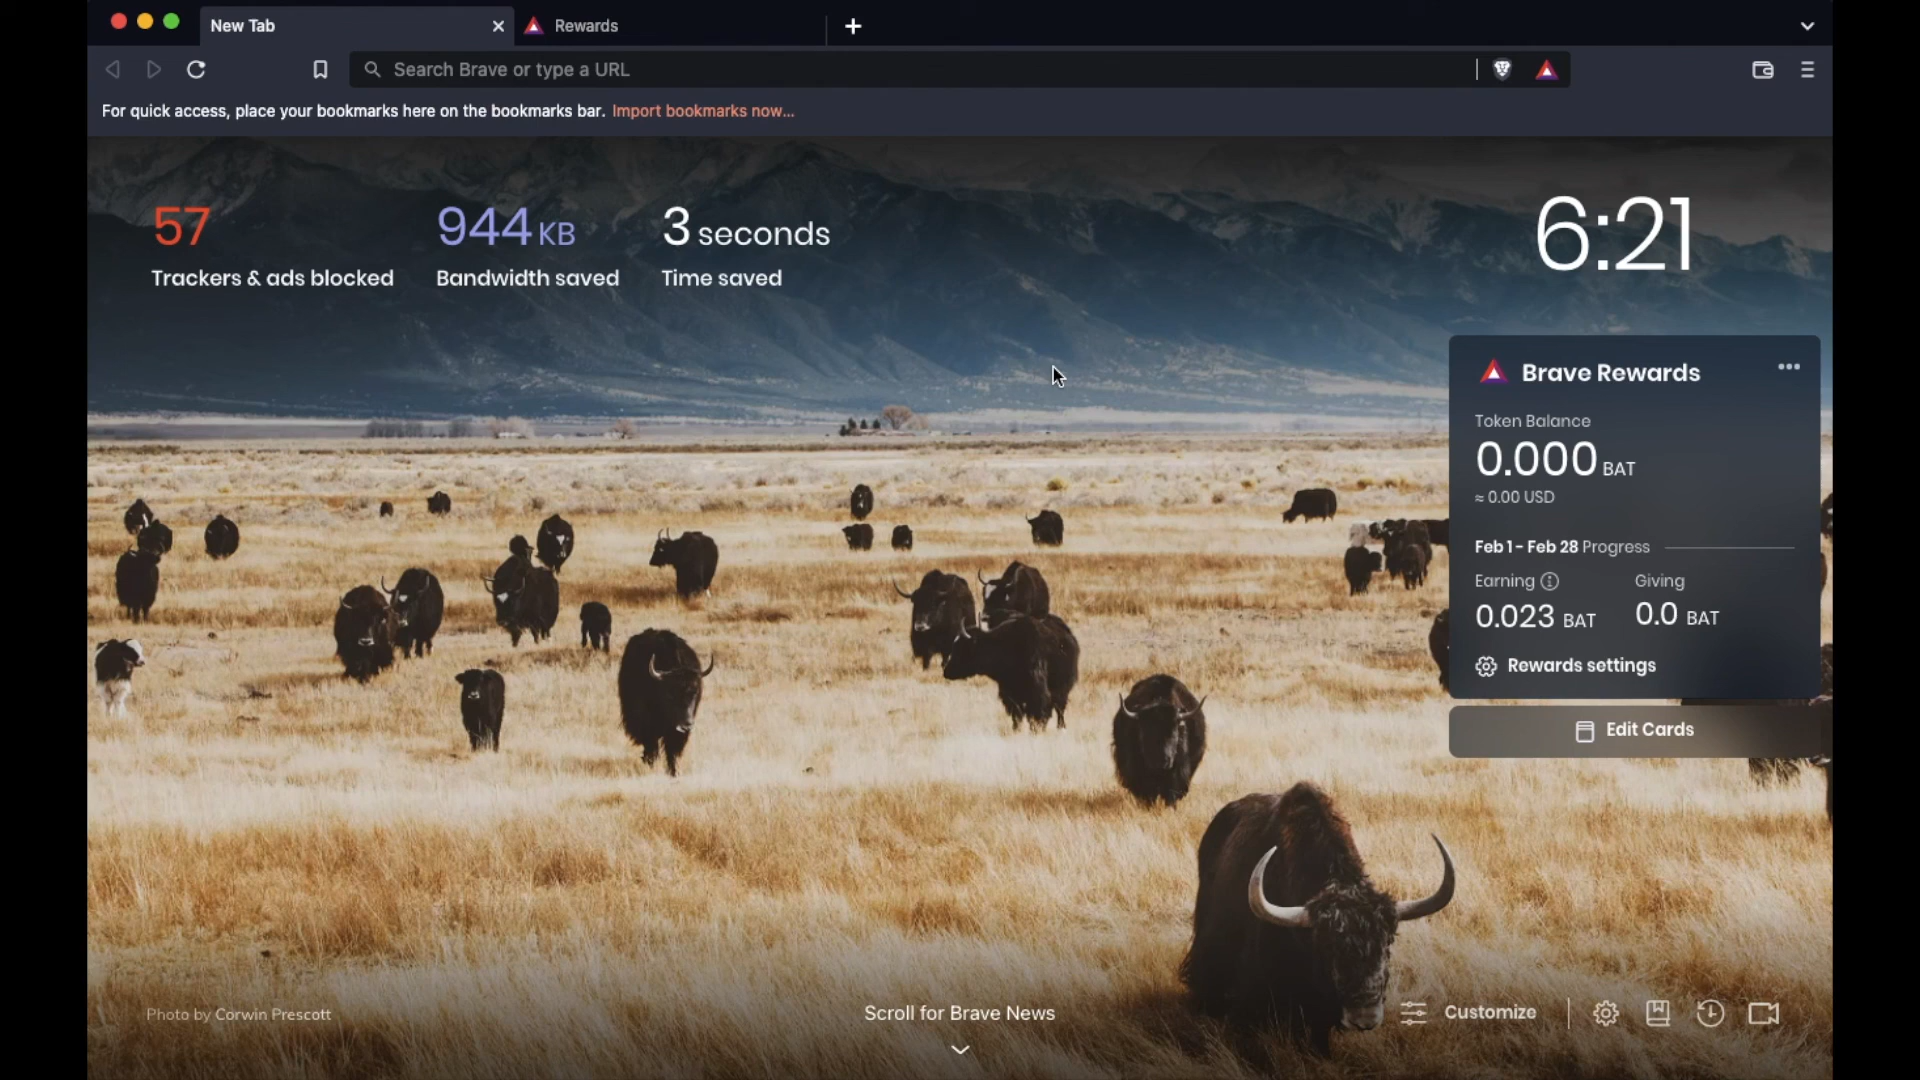 New Tab
Rewards
Search Brave or type a URL
For quick access, place your bookmarks here on the bookmarks bar. Import bookmarks now...
57
Trackers & ads blocked
944 KB
Bandwidth saved
3 seconds
Time saved
6:21
Brave Rewards
Token Balance
0.000 BAT
≈ 0.00 USD
Feb 1 - Feb 28 Progress
Earning
0.023 BAT
Giving
0.0 BAT
Rewards settings
Edit Cards
Photo by Corwin Prescott
Scroll for Brave News
Customize